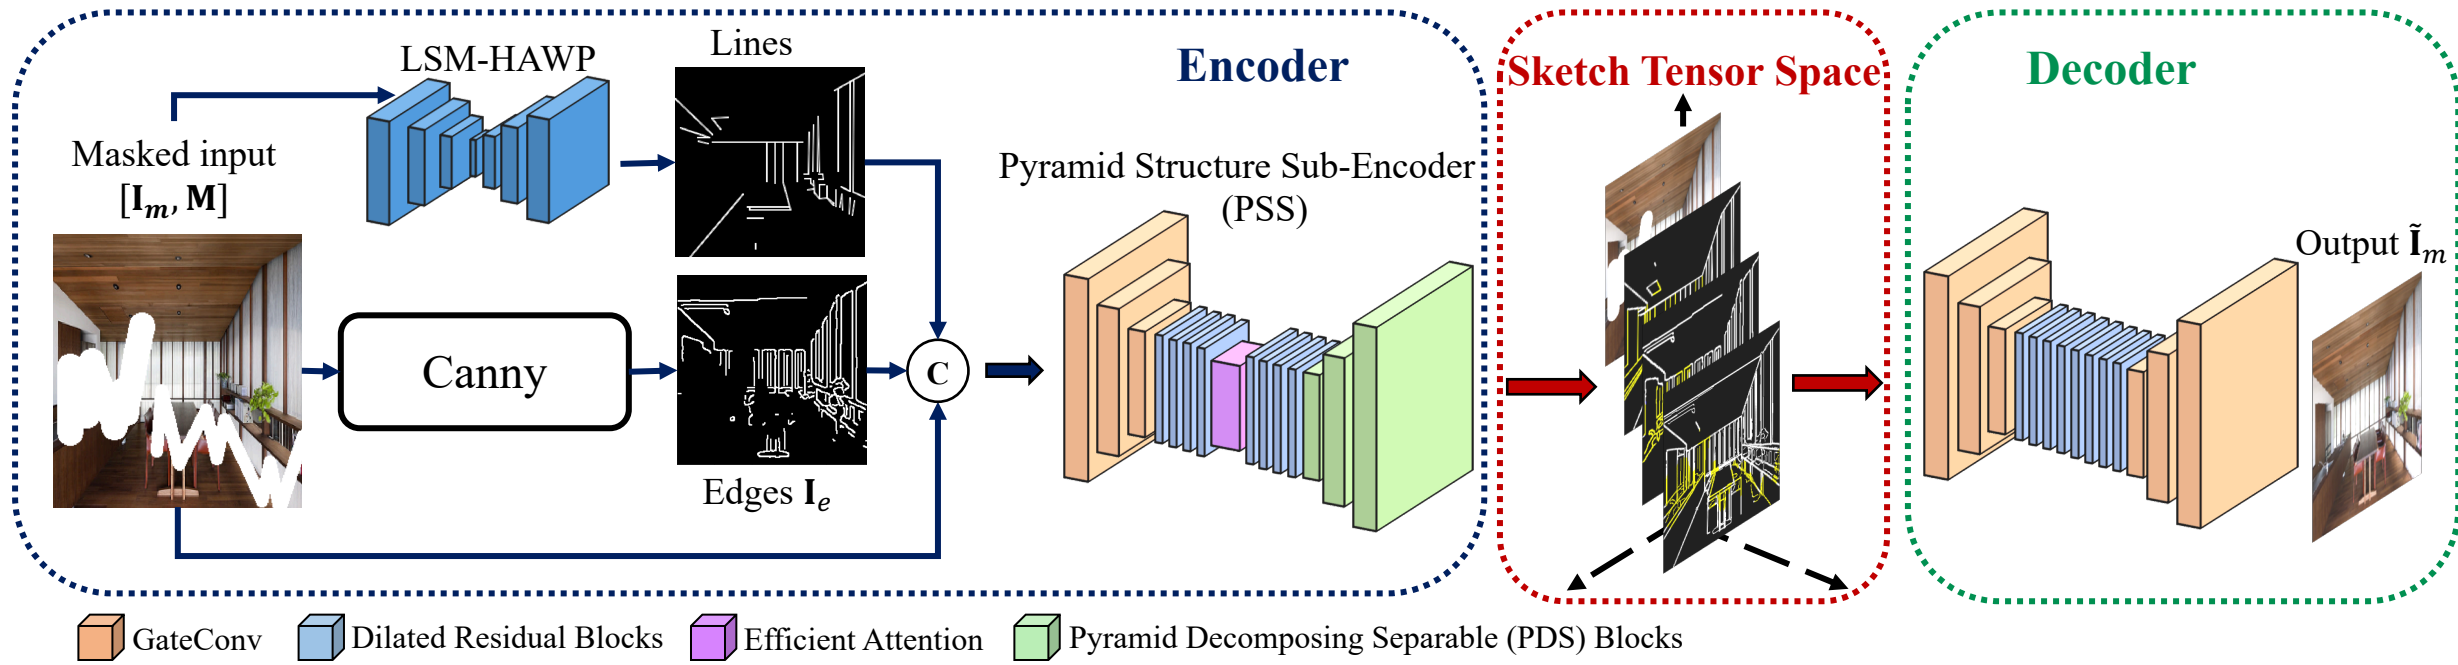 LSM-HAWP
Lines
Encoder
Sketch Tensor Space
Decoder
Masked input
[I_m, M]
Pyramid Structure Sub-Encoder
(PSS)
Output Ĩ_m
Canny
C
Edges I_e
GateConv
Dilated Residual Blocks
Efficient Attention
Pyramid Decomposing Separable (PDS) Blocks